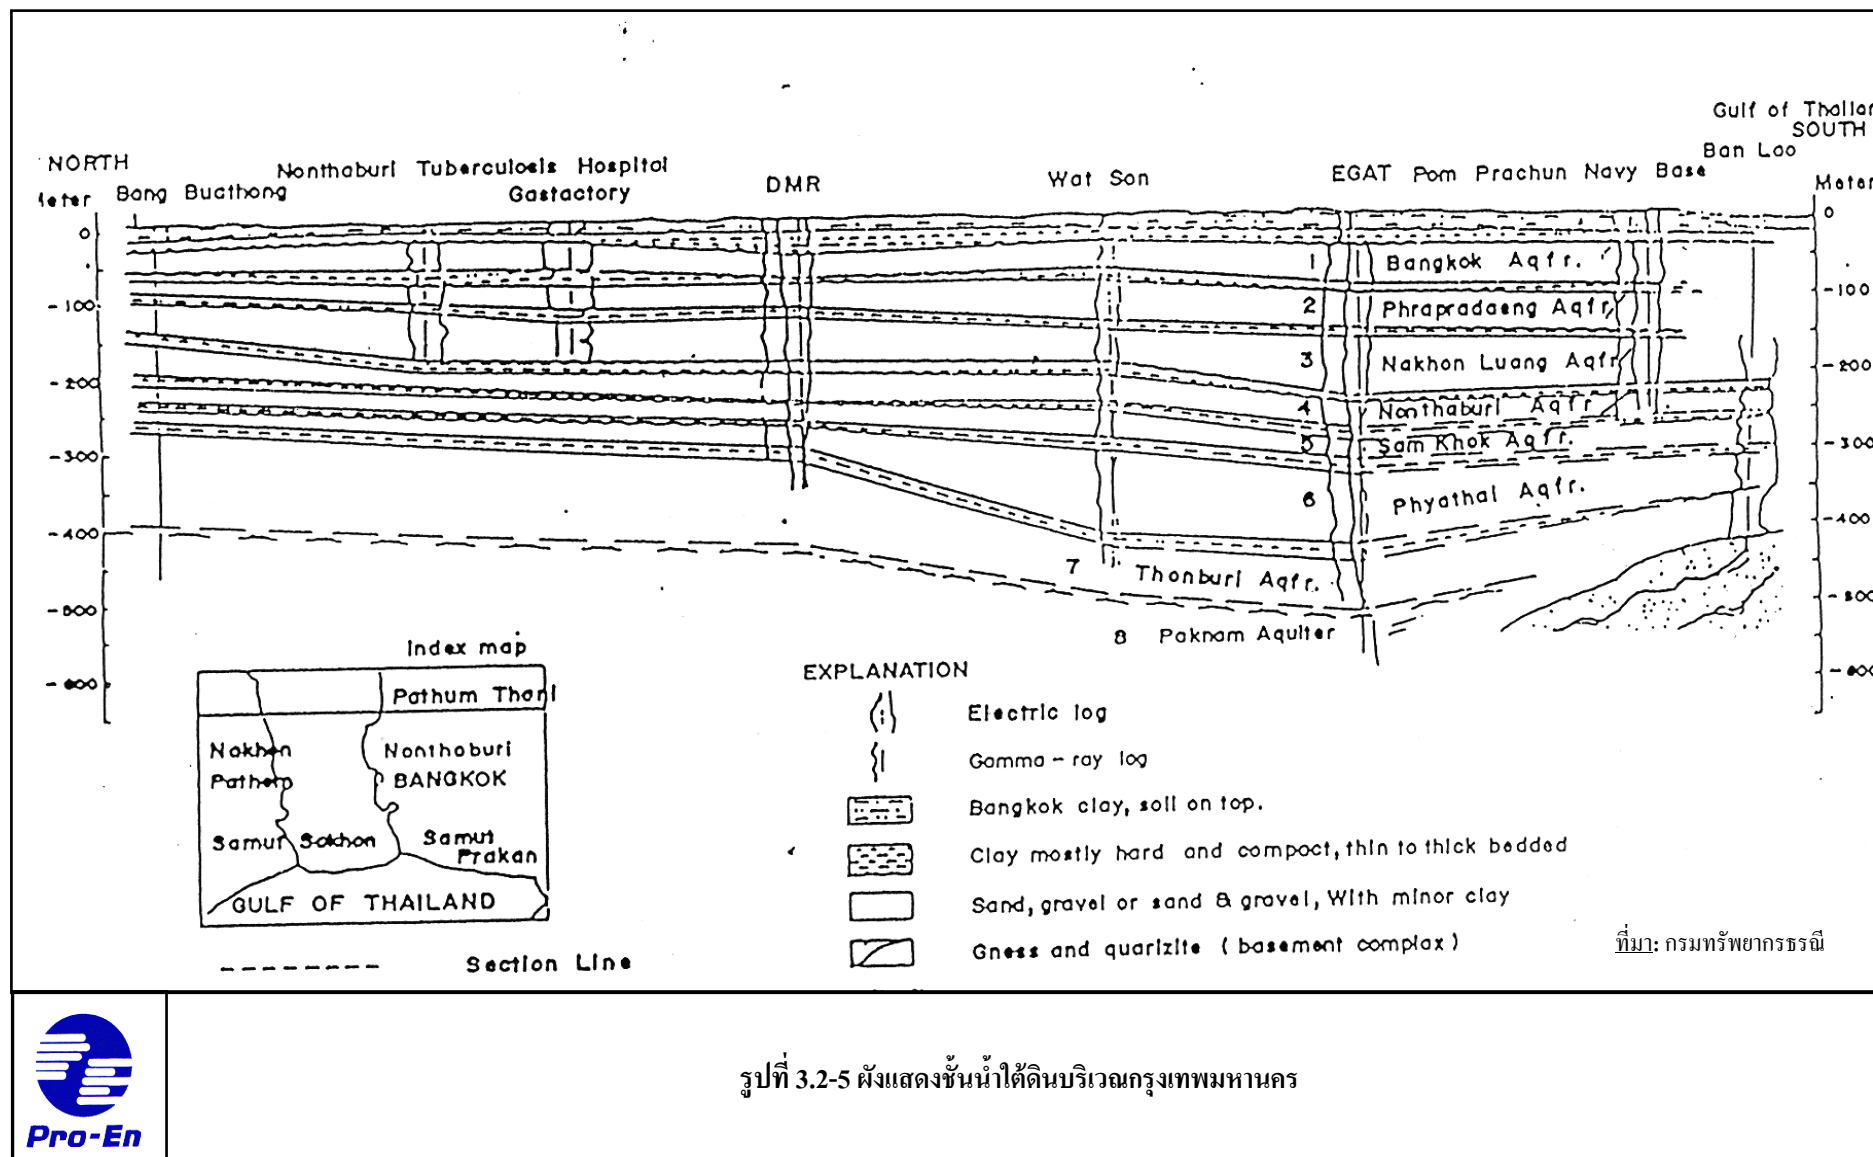 Gulf of Thailan
SOUTH
NORTH
Nonthaburi Tuberculosis Hospital
Ban Lao
Bang Buathong
Gastactory
DMR
Wat Son
EGAT Pom Prachun Navy Base
leter
Meter
0
0
-100
-100
-200
-200
-300
-300
-400
-400
-500
-500
-600
-600
1 Bangkok Aqfr.
2 Phrapradaeng Aqfr
3 Nakhon Luang Aqfr
4 Nonthaburi Aqfr
5 Sam Khok Aqfr.
6 Phyathai Aqfr.
7 Thonburi Aqfr.
8 Paknam Aquiter
Index map
Pathum Thani
Nakhon
Pathom
Nonthaburi
BANGKOK
Samut Sakhon
Samut
Prakan
GULF OF THAILAND
Section Line
EXPLANATION
Electric log
Gamma-ray log
Bangkok clay, soil on top.
Clay mostly hard and compact, thin to thick bedded
Sand, gravel or sand & gravel, With minor clay
Gness and quarizite (basement complax)
ที่มา: กรมทรัพยากรธรณี
Pro-En
รูปที่ 3.2-5 ผังแสดงชั้นน้ำใต้ดินบริเวณกรุงเทพมหานคร